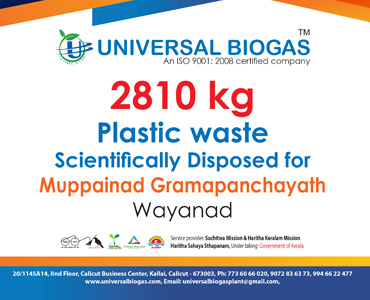 UNIVERSAL BIOGAS TM
An ISO 9001: 2008 certified company
2810 kg
Plastic waste
Scientifically Disposed for
Muppainad Gramapanchayath
Wayanad
Service provider: Suchitwa Mission & Haritha Keralam Mission
Haritha Sahaya Sthapanam, Under taking: Government of Kerala.
20/1145A14, IInd Floor, Calicut Business Center, Kallai, Calicut - 673003, Ph: 773 60 66 020, 9072 83 63 73, 994 66 22 477
www.universalbiogas.com, Email: universalbiogasplant@gmail.com,